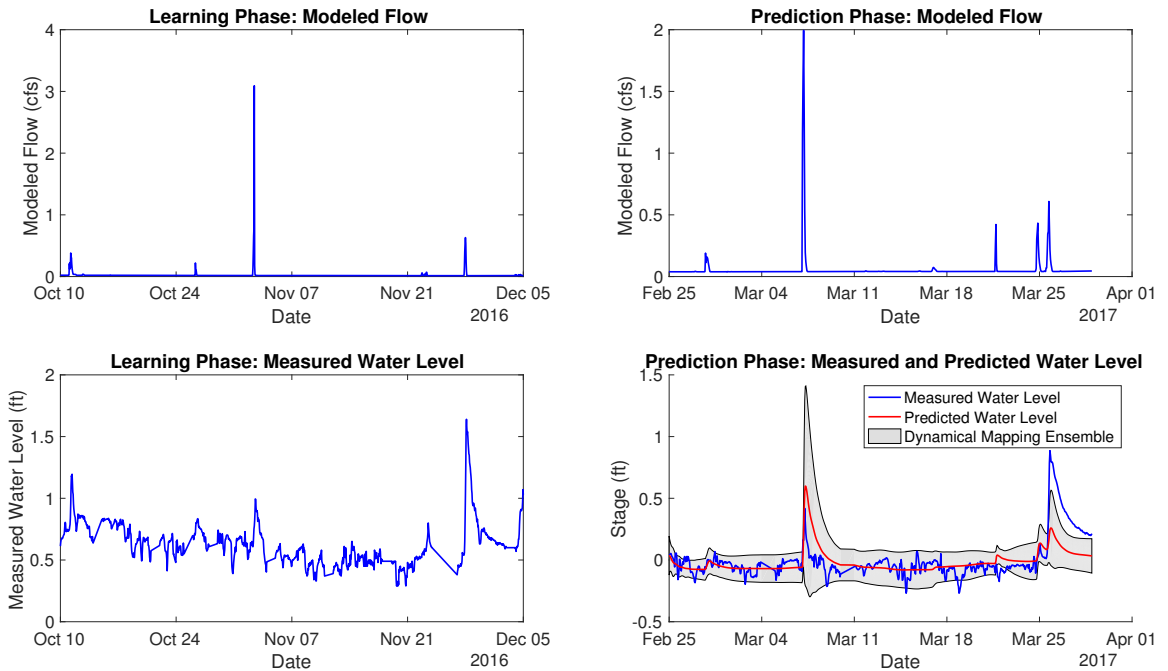 Learning Phase: Modeled Flow
Modeled Flow (cfs)
4
3
2
1
0
Oct 10
Oct 24
Nov 07
Nov 21
Dec 05
Date
2016
Prediction Phase: Modeled Flow
Modeled Flow (cfs)
2
1.5
1
0.5
0
Feb 25
Mar 04
Mar 11
Mar 18
Mar 25
Apr 01
Date
2017
Learning Phase: Measured Water Level
Measured Water Level (ft)
2
1.5
1
0.5
0
Oct 10
Oct 24
Nov 07
Nov 21
Dec 05
Date
2016
Prediction Phase: Measured and Predicted Water Level
Stage (ft)
1.5
1
0.5
0
-0.5
Measured Water Level
Predicted Water Level
Dynamical Mapping Ensemble
Feb 25
Mar 04
Mar 11
Mar 18
Mar 25
Apr 01
Date
2017